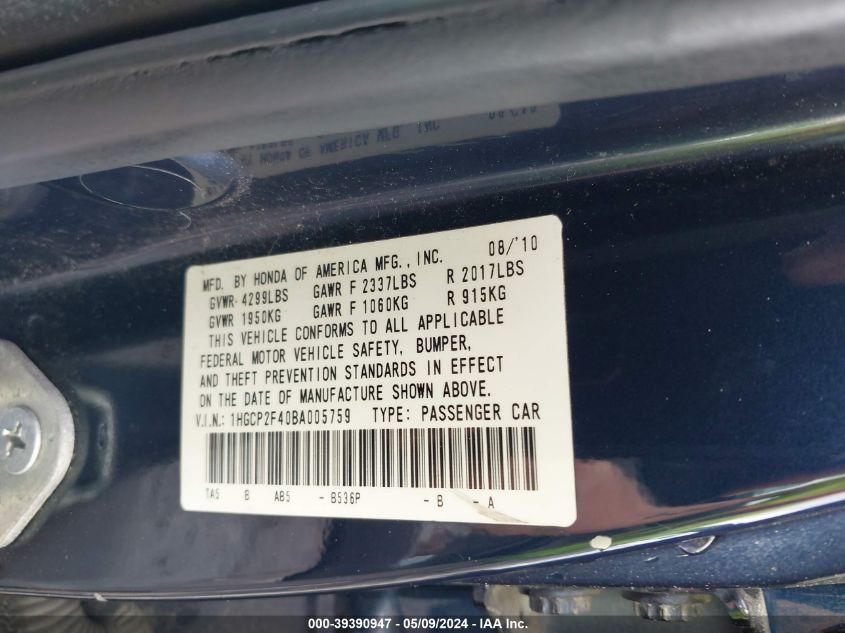 MFD. BY HONDA OF AMERICA MFG., INC. 08/'10
GVWR 4299LBS GAWR F 2337LBS R 2017LBS
GVWR 1950KG GAWR F 1060KG R 915KG
THIS VEHICLE CONFORMS TO ALL APPLICABLE
FEDERAL MOTOR VEHICLE SAFETY, BUMPER,
AND THEFT PREVENTION STANDARDS IN EFFECT
ON THE DATE OF MANUFACTURE SHOWN ABOVE.
V.I.N.: 1HGCP2F40BA005759 TYPE: PASSENGER CAR
TA5 B AB5 - B536P - B - A
000-39390947 - 05/09/2024 - IAA Inc.